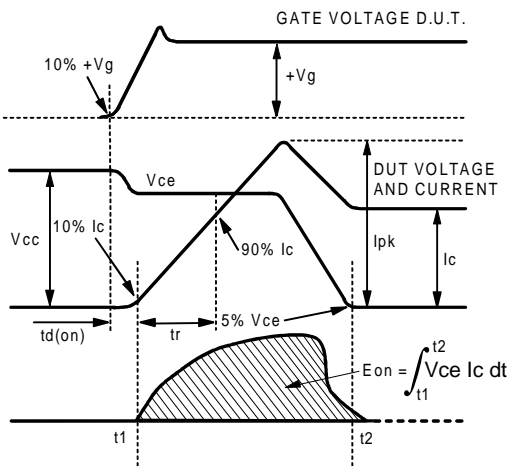 GATE VOLTAGE D.U.T.
10% +Vg
+Vg
Vce
DUT VOLTAGE
AND CURRENT
Vcc
10% Ic
90% Ic
Ipk
Ic
td(on)
tr
5% Vce
Eon = ∫ Vce Ic dt
t2
t1
t1
t2